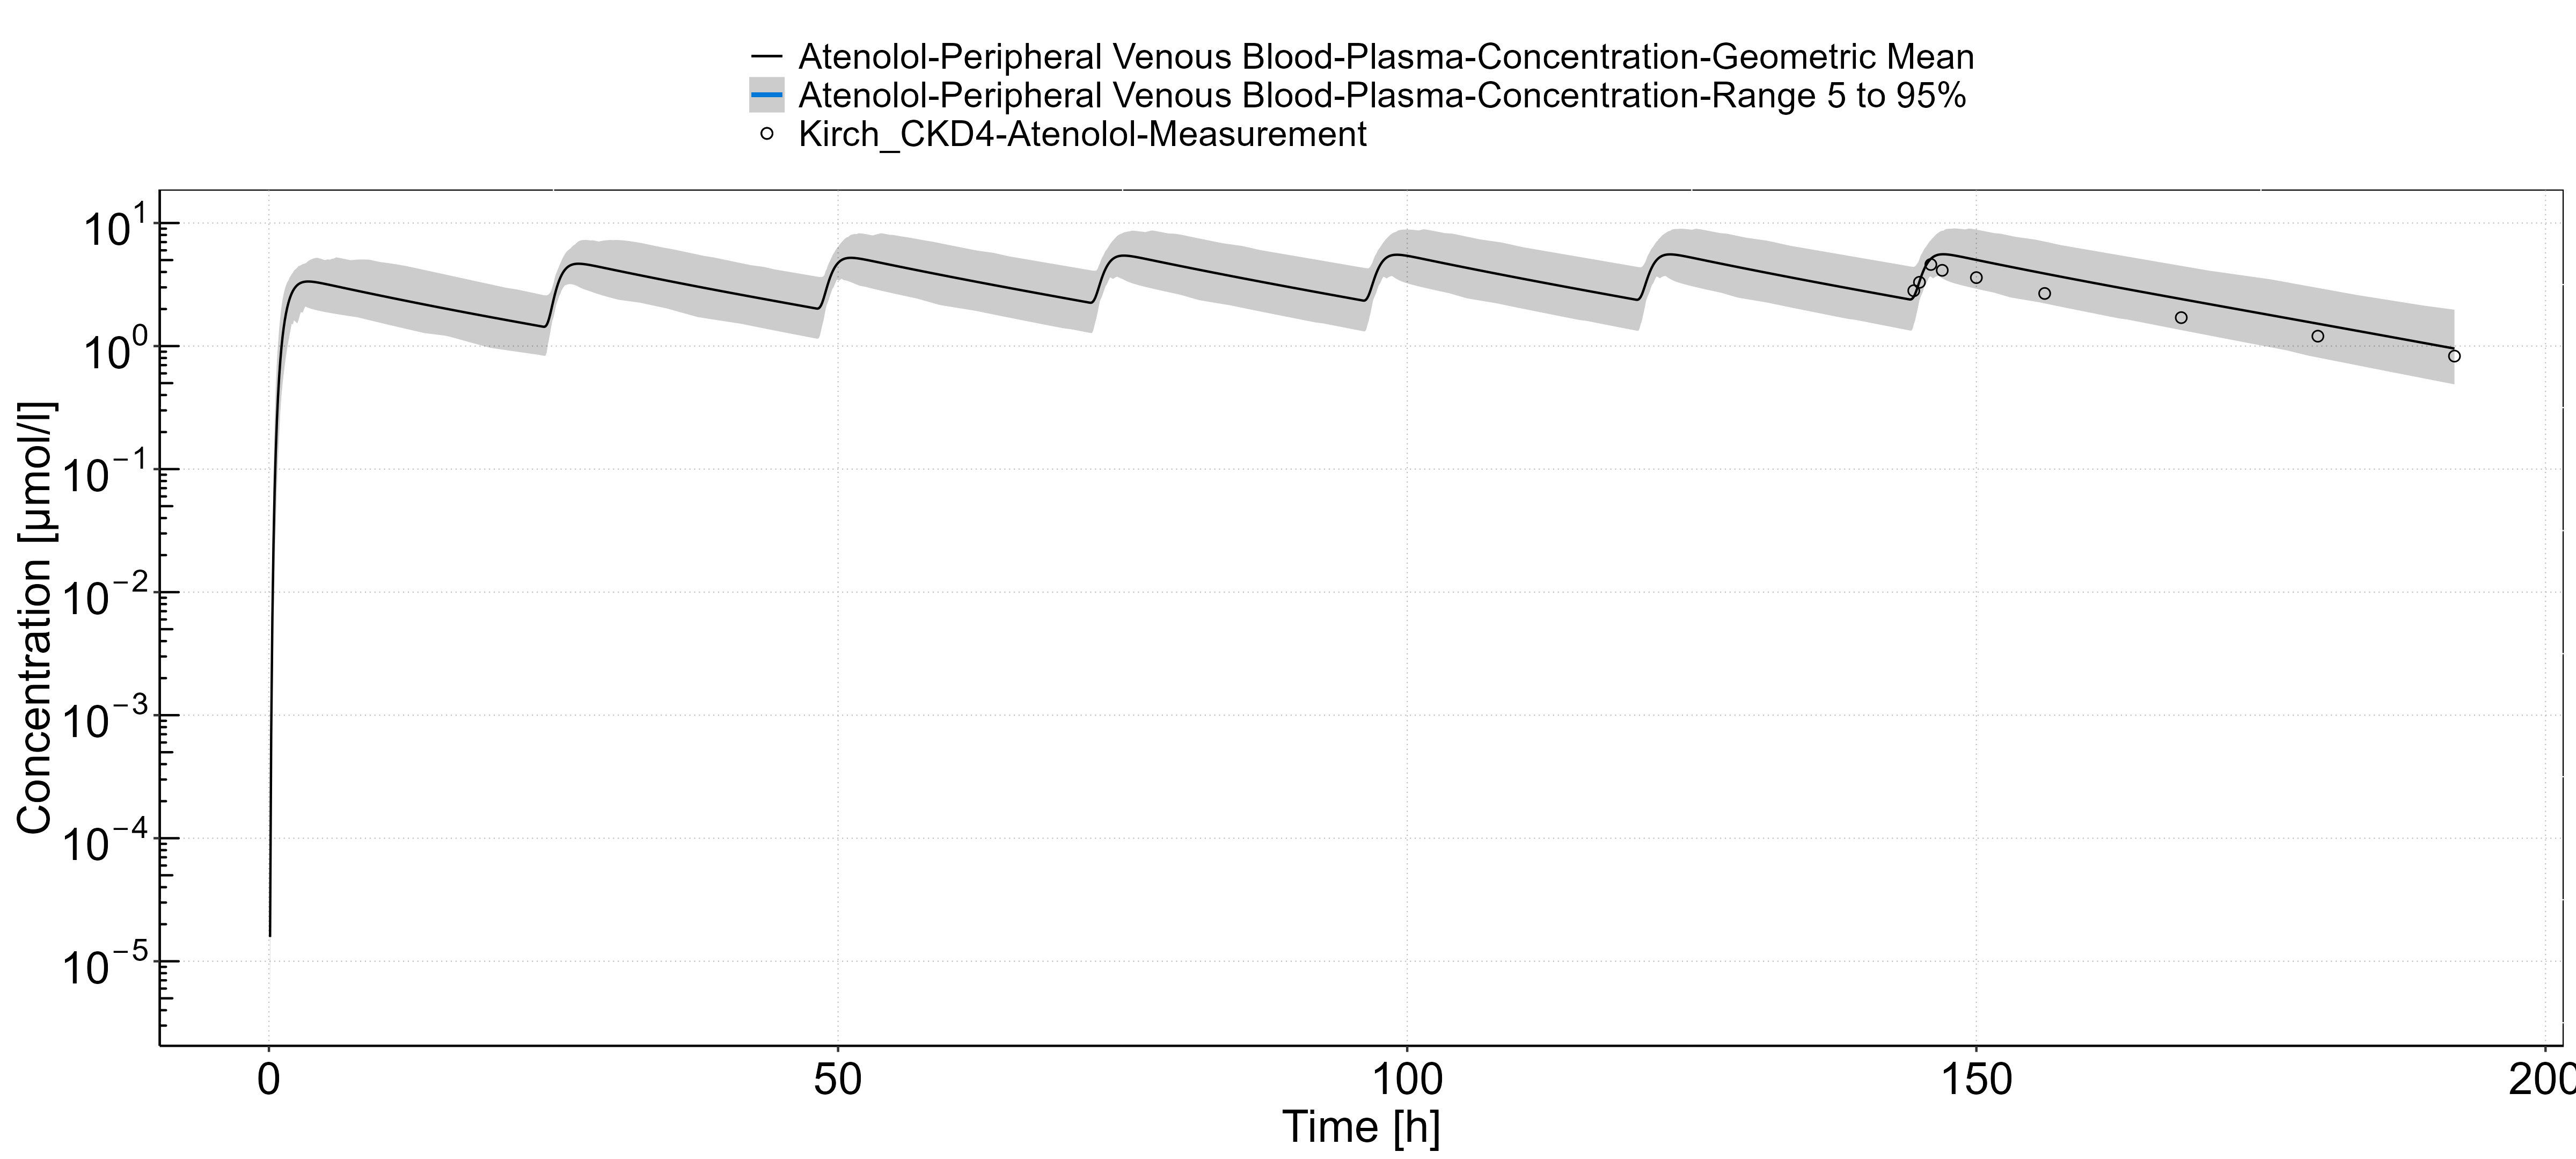 Atenolol-Peripheral Venous Blood-Plasma-Concentration-Geometric Mean
Atenolol-Peripheral Venous Blood-Plasma-Concentration-Range 5 to 95%
Kirch_CKD4-Atenolol-Measurement
Concentration [µmol/l]
10¹
10⁰
10⁻¹
10⁻²
10⁻³
10⁻⁴
10⁻⁵
0 50 100 150 200
Time [h]